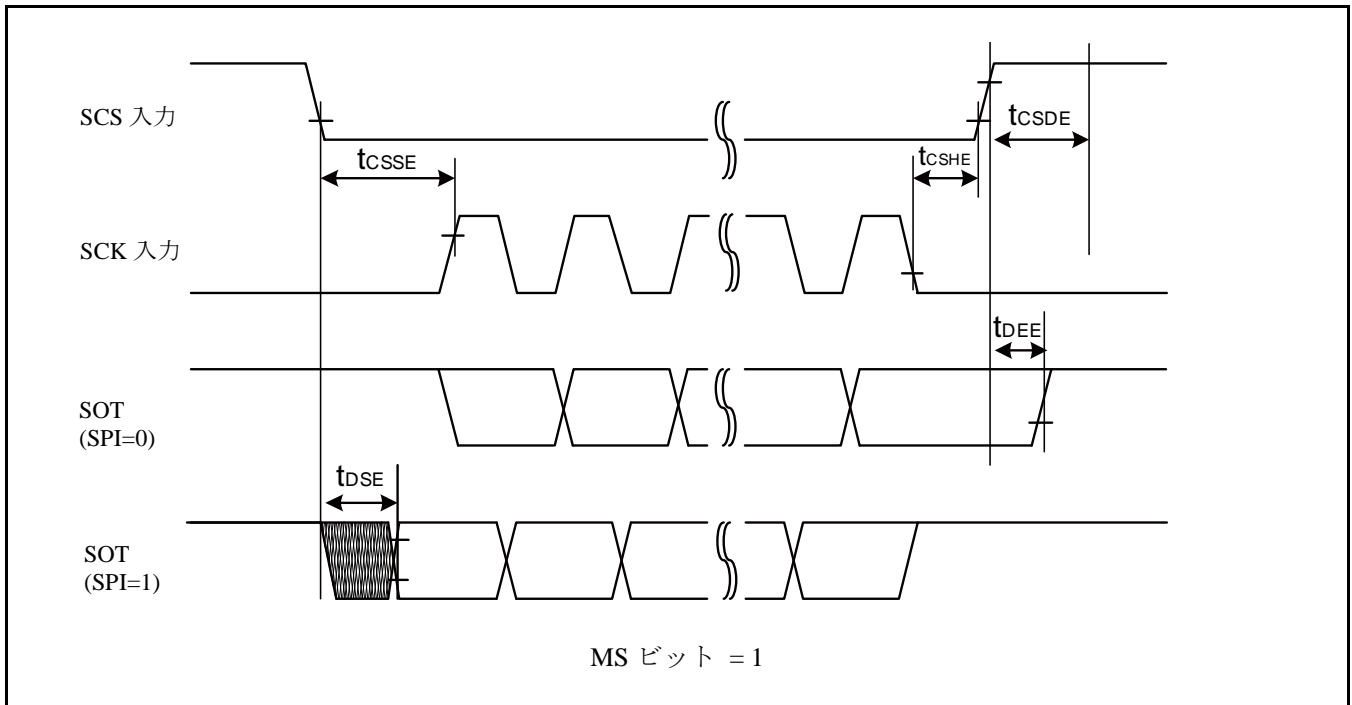 SCS 入力
tCSSE
tCSHE
tCSDE
SCK 入力
tDEE
SOT
(SPI=0)
tDSE
SOT
(SPI=1)
MS ビット = 1